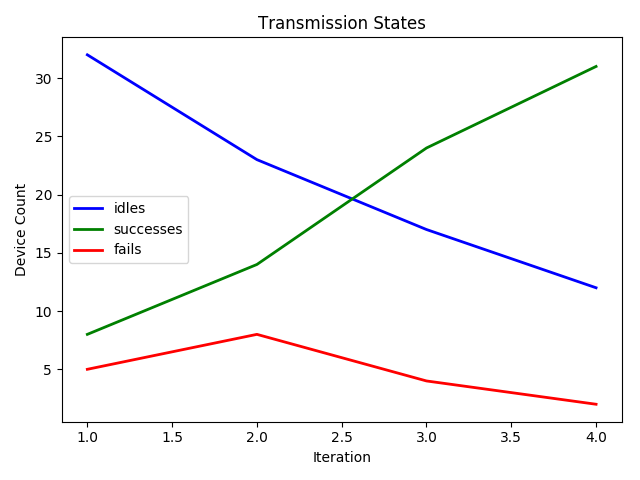 Transmission States
Device Count
30
25
20
15
10
5
idles
successes
fails
1.0 1.5 2.0 2.5 3.0 3.5 4.0
Iteration